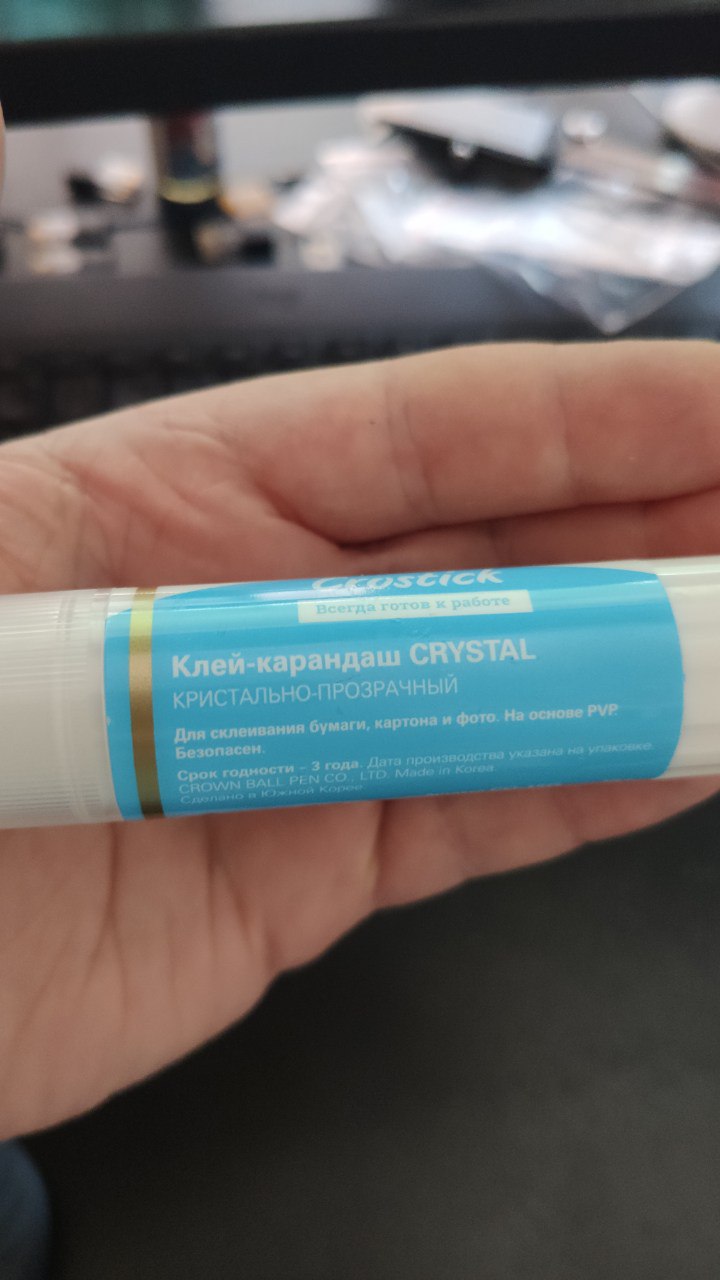 Crostick
Всегда готов к работе
Клей-карандаш CRYSTAL
КРИСТАЛЬНО-ПРОЗРАЧНЫЙ
Для склеивания бумаги, картона и фото. На основе PVP.
Безопасен.
Срок годности – 3 года. Дата производства указана на упаковке.
CROWN BALL PEN CO., LTD. Made in Korea
Сделано в Южной Корее